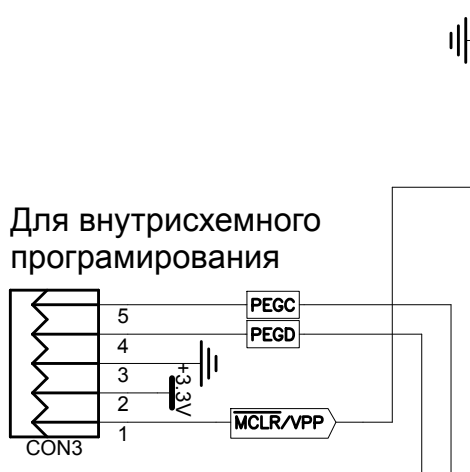 Для внутрисхемного
програмирования
5
PEGC
4
PEGD
3
+3.3V
2
1
MCLR/VPP
CON3